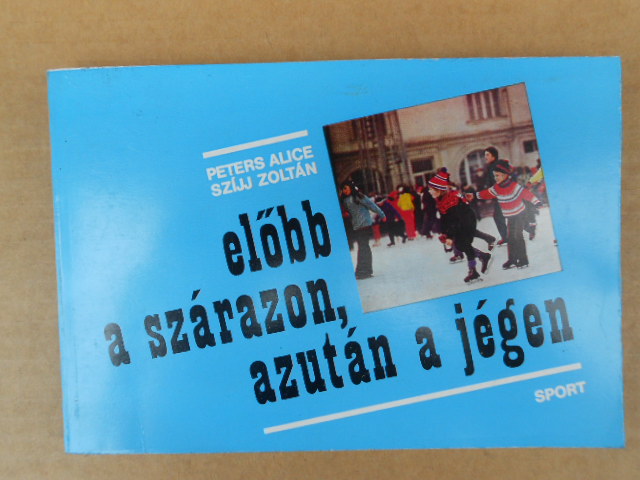 PETERS ALICE
SZÍJJ ZOLTÁN
előbb
a szárazon,
azután a jégen
SPORT